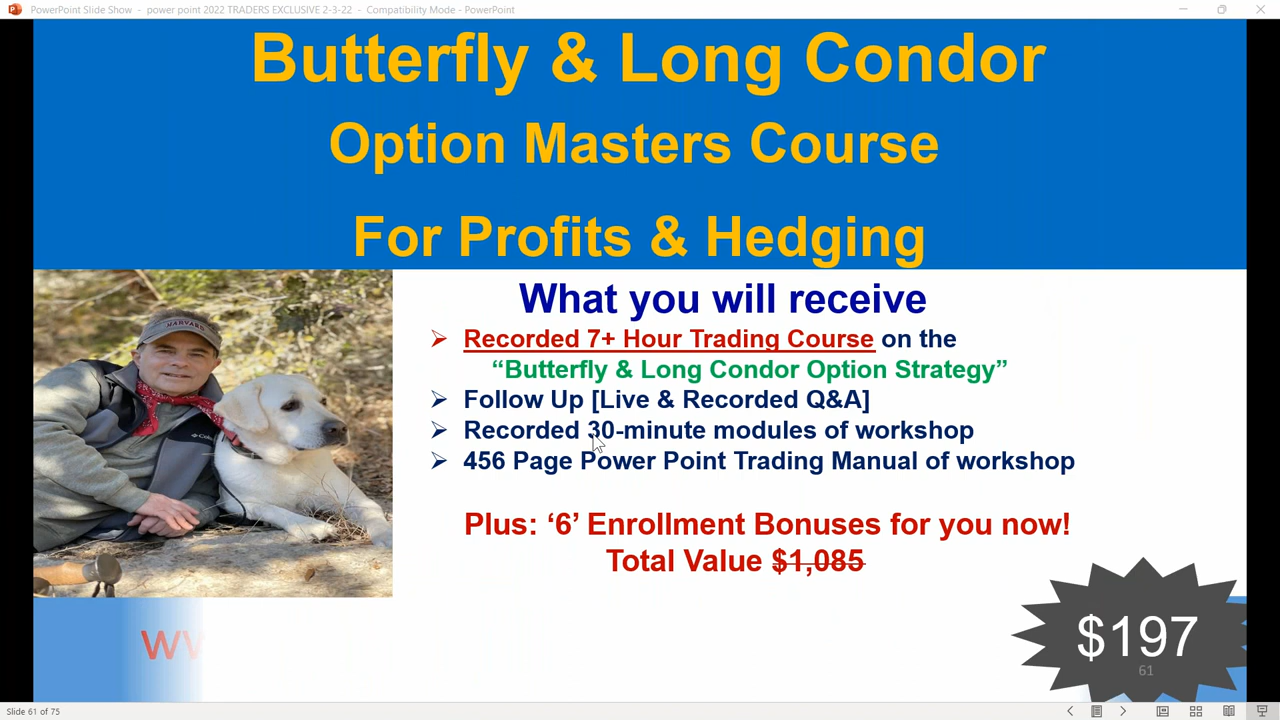 PowerPoint Slide Show - power point 2022 TRADERS EXCLUSIVE 2-3-22 - Compatibility Mode - PowerPoint
Butterfly & Long Condor
Option Masters Course
For Profits & Hedging
What you will receive
Recorded 7+ Hour Trading Course on the
“Butterfly & Long Condor Option Strategy”
Follow Up [Live & Recorded Q&A]
Recorded 30-minute modules of workshop
456 Page Power Point Trading Manual of workshop
Plus: ‘6’ Enrollment Bonuses for you now!
Total Value $1,085
HARVARD
Columbia
$197
61
Slide 61 of 75